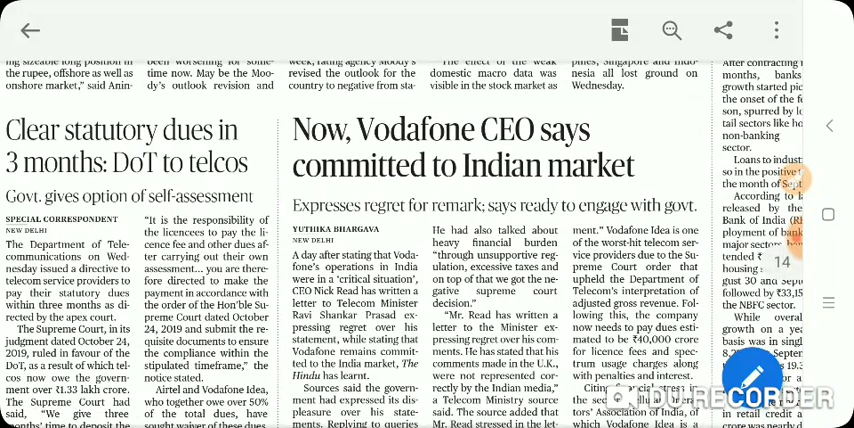 ing sizeable long position in
the rupee, offshore as well as
onshore market," said Anin-
been worsening for some-
time now. May be the Moo-
dy's outlook revision and
week, rating agency Moody's
revised the outlook for the
country to negative from sta-
The effect of the weak
domestic macro data was
visible in the stock market as
pines, Singapore and Indo-
nesia all lost ground on
Wednesday.
Clear statutory dues in
3 months: DoT to telcos
Govt. gives option of self-assessment
SPECIAL CORRESPONDENT
NEW DELHI
The Department of Tele-
communications on Wed-
nesday issued a directive to
telecom service providers to
pay their statutory dues
within three months as di-
rected by the apex court.
The Supreme Court, in its
judgment dated October 24,
2019, ruled in favour of the
DoT, as a result of which tel-
cos now owe the govern-
ment over ₹1.33 lakh crore.
The Supreme Court had
said, "We give three
months' time to deposit the
"It is the responsibility of
the licencees to pay the li-
cence fee and other dues af-
ter carrying out their own
assessment... you are there-
fore directed to make the
payment in accordance with
the order of the Hon'ble Su-
preme Court dated October
24, 2019 and submit the re-
quisite documents to ensure
the compliance within the
stipulated timeframe," the
notice stated.
Airtel and Vodafone Idea,
who together owe over 50%
of the total dues, have
sought waiver of these dues
Now, Vodafone CEO says
committed to Indian market
Expresses regret for remark; says ready to engage with govt.
YUTHIKA BHARGAVA
NEW DELHI
A day after stating that Voda-
fone's operations in India
were in a 'critical situation',
CEO Nick Read has written a
letter to Telecom Minister
Ravi Shankar Prasad ex-
pressing regret over his
statement, while stating that
Vodafone remains commit-
ted to the India market, The
Hindu has learnt.
Sources said the govern-
ment had expressed its dis-
pleasure over his state-
ments. Replying to queries
He had also talked about
heavy financial burden
"through unsupportive reg-
ulation, excessive taxes and
on top of that we got the ne-
gative supreme court
decision."
"Mr. Read has written a
letter to the Minister ex-
pressing regret over his com-
ments. He has stated that his
comments made in the U.K.,
were not represented cor-
rectly by the Indian media,"
a Telecom Ministry source
said. The source added that
Mr. Read stressed in the let-
ment." Vodafone Idea is one
of the worst-hit telecom ser-
vice providers due to the Su-
preme Court order that
upheld the Department of
Telecom's interpretation of
adjusted gross revenue. Fol-
lowing this, the company
now needs to pay dues esti-
mated to be ₹40,000 crore
for licence fees and spec-
trum usage charges along
with penalties and interest.
Citing financial stress in
the sector, Cellular Opera-
tors' Association of India, of
which Vodafone Idea is a
After contracting
months, banks
growth started pic
the onset of the fe
son, spurred by lo
tail sectors like ho
non-banking
sector.
Loans to indust
so in the positive
the month of Sept
According to
released by the
Bank of India (R
ployment of bank
major sectors
tended ₹
housing
gust 30 and Sept
followed by ₹33,15
the NBFC sector.
While overal
growth on a yea
basis was in singl
in retail credit a
crore was nearly d
14
DU RECORDER